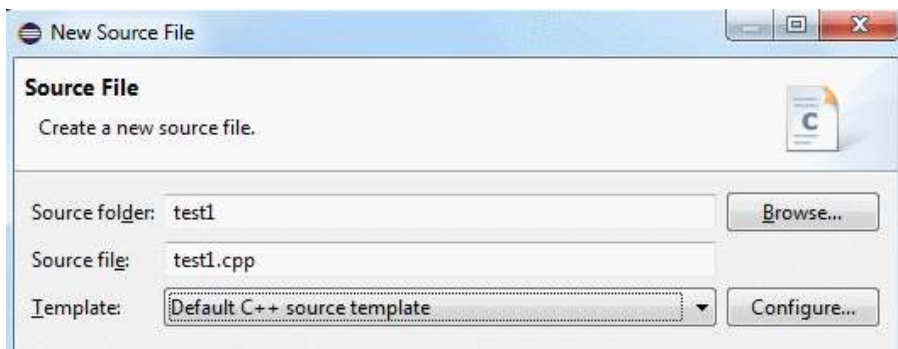 New Source File
Source File
Create a new source file.
C
Source folder: test1 Browse...
Source file: test1.cpp
Template: Default C++ source template Configure...